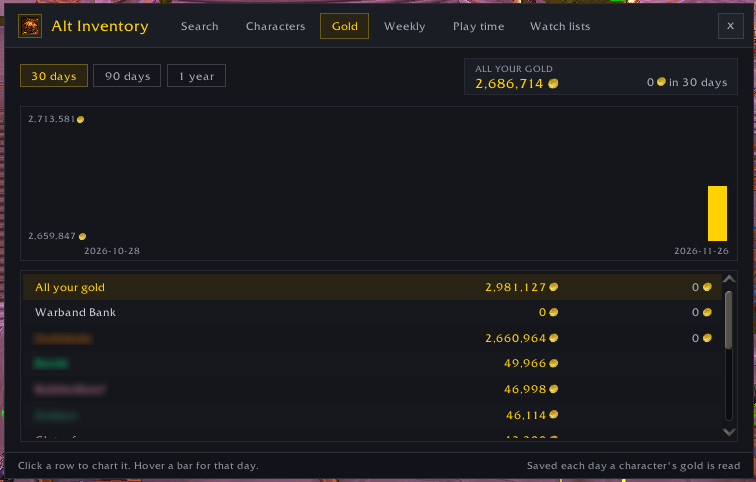 Alt Inventory Search Characters Gold Weekly Play time Watch lists x
30 days 90 days 1 year
ALL YOUR GOLD
2,686,714 0 in 30 days
2,713,581
2,659,847
2026-10-28 2026-11-26
All your gold 2,981,127 0
Warband Bank 0 0
2,660,964 0
49,966
46,998
46,114
Click a row to chart it. Hover a bar for that day. Saved each day a character's gold is read